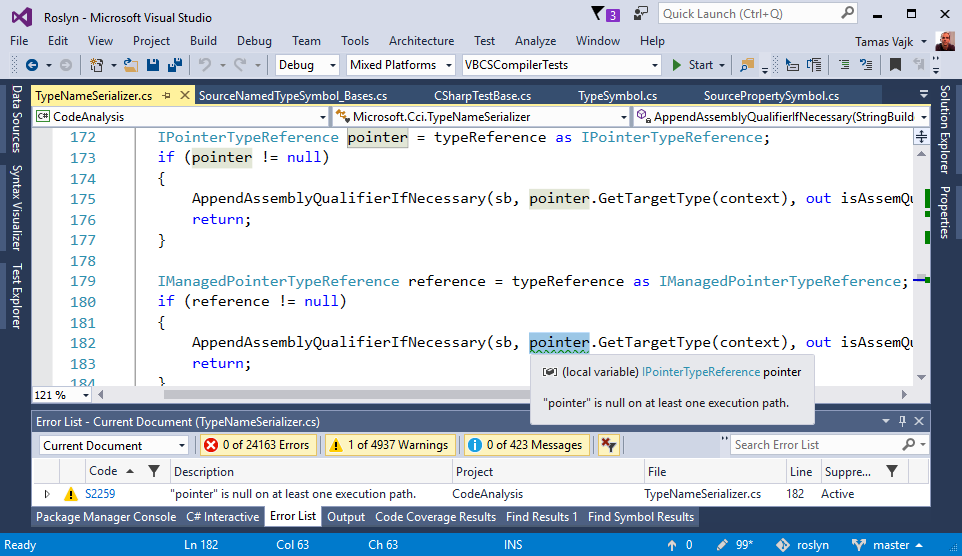 Roslyn - Microsoft Visual Studio
3
Quick Launch (Ctrl+Q)
File Edit View Project Build Debug Team Tools Architecture Test Analyze Window Help
Tamas Vajk
Debug Mixed Platforms VBCSCompilerTests Start
Data Sources
Syntax Visualizer
Test Explorer
TypeNameSerializer.cs SourceNamedTypeSymbol_Bases.cs CSharpTestBase.cs TypeSymbol.cs SourcePropertySymbol.cs
C# CodeAnalysis Microsoft.Cci.TypeNameSerializer AppendAssemblyQualifierIfNecessary(StringBuild
172 IPointerTypeReference pointer = typeReference as IPointerTypeReference;
173 if (pointer != null)
174 {
175 AppendAssemblyQualifierIfNecessary(sb, pointer.GetTargetType(context), out isAssemQu
176 return;
177 }
178
179 IManagedPointerTypeReference reference = typeReference as IManagedPointerTypeReference;
180 if (reference != null)
181 {
182 AppendAssemblyQualifierIfNecessary(sb, pointer.GetTargetType(context), out isAssemQu
183 return;
184 }
(local variable) IPointerTypeReference pointer
"pointer" is null on at least one execution path.
121 %
Solution Explorer
Properties
Error List - Current Document (TypeNameSerializer.cs)
Current Document 0 of 24163 Errors 1 of 4937 Warnings 0 of 423 Messages Search Error List
Code Description Project File Line Suppre...
S2259 "pointer" is null on at least one execution path. CodeAnalysis TypeNameSerializer.cs 182 Active
Package Manager Console C# Interactive Error List Output Code Coverage Results Find Results 1 Find Symbol Results
Ready Ln 182 Col 63 Ch 63 INS 0 99* roslyn master